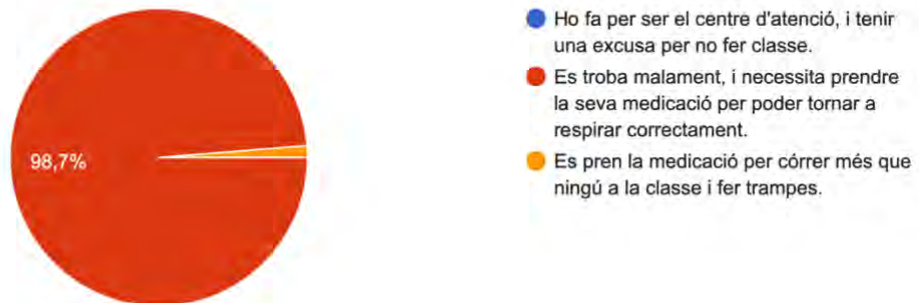 98,7%
Ho fa per ser el centre d'atenció, i tenir
una excusa per no fer classe.
Es troba malament, i necessita prendre
la seva medicació per poder tornar a
respirar correctament.
Es pren la medicació per córrer més que
ningú a la classe i fer trampes.